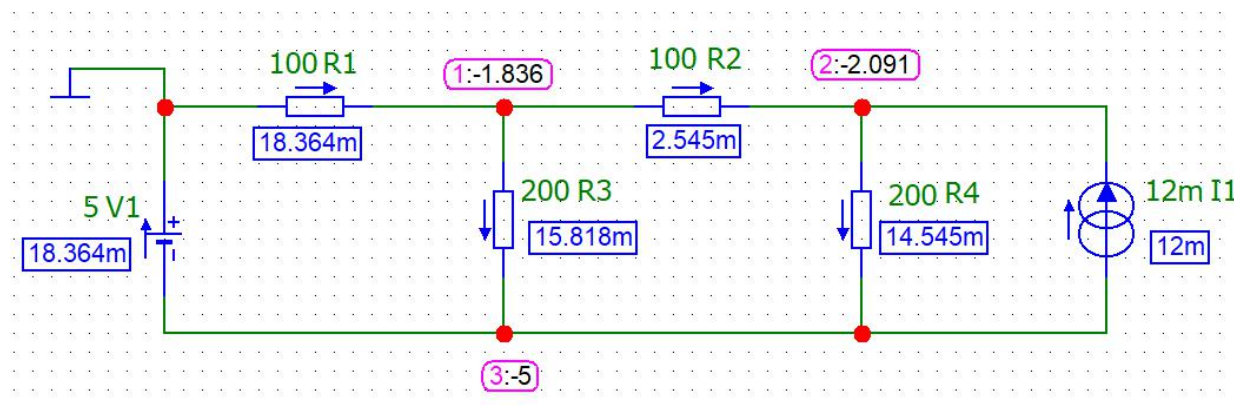 100 R1
1:-1.836
100 R2
2:-2.091
18.364m
2.545m
5 V1
+
-
18.364m
200 R3
15.818m
200 R4
14.545m
12m I1
12m
3:-5